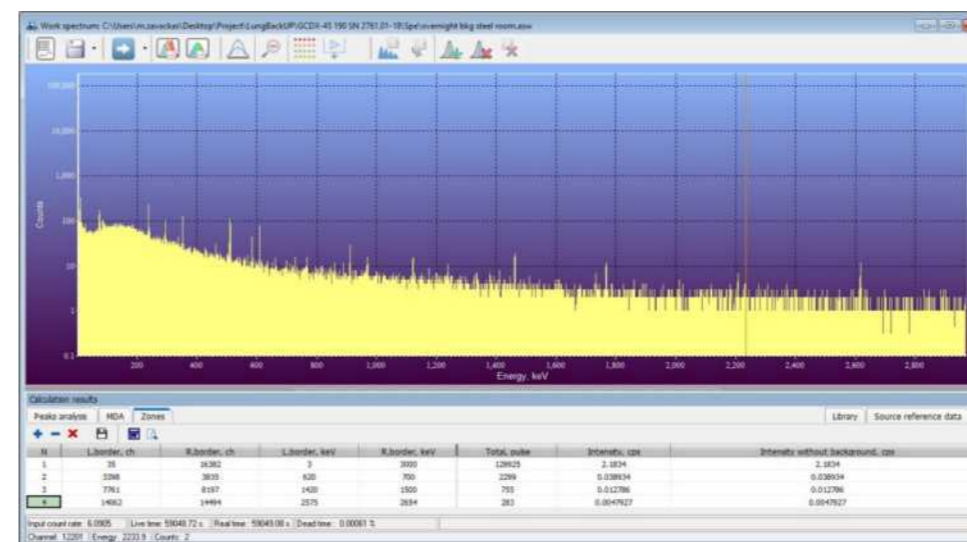 Work spectrum: C:\Users\m.savackas\Desktop\Project\LungBackUP\GCDX-45 190 SN 2761.01-18\Spe\overnight bkg steel room.asw
100,000
10,000
1,000
100
10
1
0.1
Counts
200 400 600 800 1,000 1,200 1,400 1,600 1,800 2,000 2,200 2,400 2,600 2,800
Energy, keV
Calculation results
Peaks analysis MDA Zones Library Source reference data
N L.border, ch R.border, ch L.border, keV R.border, keV Total, pulse Intensity, cps Intensity without background, cps
1 35 16382 3 3000 128925 2.1834 2.1834
2 3398 3835 620 700 2299 0.038934 0.038934
3 7761 8197 1420 1500 755 0.012786 0.012786
4 14062 14494 2575 2654 283 0.0047927 0.0047927
Input count rate: 6.0905 Live time: 59048.72 s Real time: 59049.08 s Dead time: 0.00061 %
Channel: 12201 Energy: 2233.9 Counts: 2